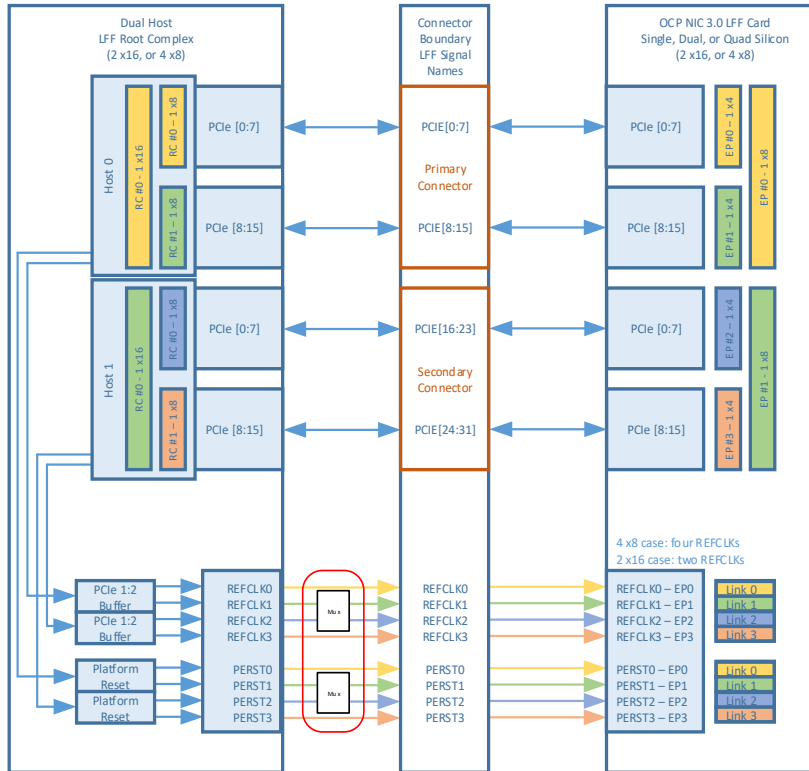 Dual Host
LFF Root Complex
(2 x16, or 4 x8)
Connector
Boundary
LFF Signal
Names
OCP NIC 3.0 LFF Card
Single, Dual, or Quad Silicon
(2 x16, or 4 x8)
Host 0
RC #0 - 1 x16
RC #0 – 1 x8
RC #1 – 1 x8
PCIe [0:7]
PCIe [8:15]
PCIE[0:7]
Primary
Connector
PCIE[8:15]
PCIe [0:7]
PCIe [8:15]
EP #0 – 1 x4
EP #1 – 1 x4
EP #0 - 1 x8
Host 1
RC #0 - 1 x16
RC #0 – 1 x8
RC #1 – 1 x8
PCIe [0:7]
PCIe [8:15]
PCIE[16:23]
Secondary
Connector
PCIE[24:31]
PCIe [0:7]
PCIe [8:15]
EP #2 – 1 x4
EP #3 – 1 x4
EP #1 - 1 x8
4 x8 case: four REFCLKs
2 x16 case: two REFCLKs
PCIe 1:2
Buffer
PCIe 1:2
Buffer
Platform
Reset
Platform
Reset
REFCLK0
REFCLK1
REFCLK2
REFCLK3
PERST0
PERST1
PERST2
PERST3
Mux
Mux
REFCLK0
REFCLK1
REFCLK2
REFCLK3
PERST0
PERST1
PERST2
PERST3
REFCLK0 – EP0
REFCLK1 – EP1
REFCLK2 – EP2
REFCLK3 – EP3
PERST0 – EP0
PERST1 – EP1
PERST2 – EP2
PERST3 – EP3
Link 0
Link 1
Link 2
Link 3
Link 0
Link 1
Link 2
Link 3